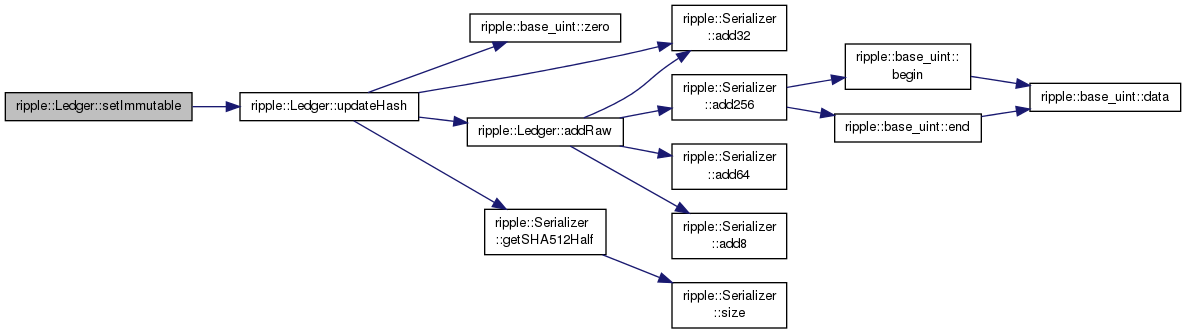 ripple::Ledger::setImmutable
ripple::Ledger::updateHash
ripple::base_uint::zero
ripple::Ledger::addRaw
ripple::Serializer
::getSHA512Half
ripple::Serializer
::add32
ripple::Serializer
::add256
ripple::Serializer
::add64
ripple::Serializer
::add8
ripple::Serializer
::size
ripple::base_uint::
begin
ripple::base_uint::end
ripple::base_uint::data